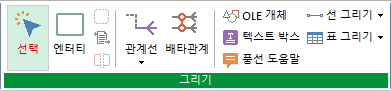 선택 엔터티 관계선 배타관계
OLE 개체 선 그리기
텍스트 박스 표 그리기
풍선 도움말
그리기